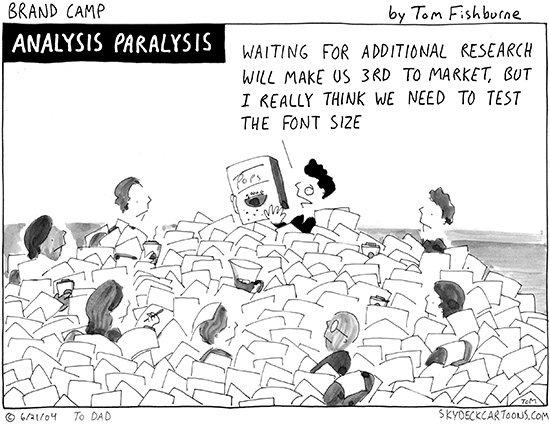 BRAND CAMP
by Tom Fishburne
ANALYSIS PARALYSIS
WAITING FOR ADDITIONAL RESEARCH
WILL MAKE US 3RD TO MARKET, BUT
I REALLY THINK WE NEED TO TEST
THE FONT SIZE
POPS
TOM
© 6/21/04 TO DAD
SKYDECKCARTOONS.COM